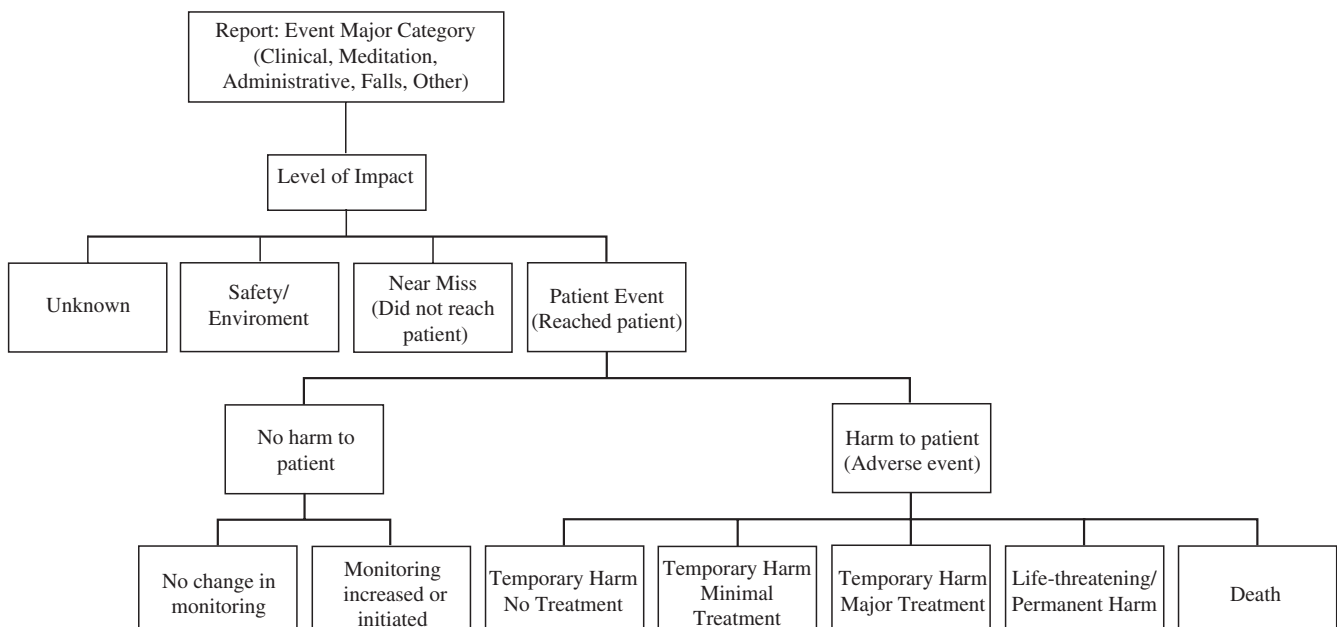 Report: Event Major Category
(Clinical, Meditation,
Administrative, Falls, Other)
Level of Impact
Unknown
Safety/
Enviroment
Near Miss
(Did not reach
patient)
Patient Event
(Reached patient)
No harm to
patient
Harm to patient
(Adverse event)
No change in
monitoring
Monitoring
increased or
initiated
Temporary Harm
No Treatment
Temporary Harm
Minimal
Treatment
Temporary Harm
Major Treatment
Life-threatening/
Permanent Harm
Death